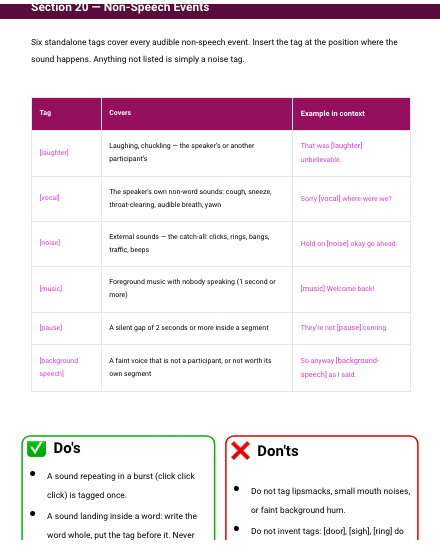 Section 20 — Non-Speech Events
Six standalone tags cover every audible non-speech event. Insert the tag at the position where the
sound happens. Anything not listed is simply a noise tag.
Tag Covers Example in context
[laughter] Laughing, chuckling — the speaker's or another participant's That was [laughter] unbelievable.
[vocal] The speaker's own non-word sounds: cough, sneeze, throat-clearing, audible breath, yawn Sorry [vocal] where were we?
[noise] External sounds — the catch-all: clicks, rings, bangs, traffic, beeps Hold on [noise] okay go ahead.
[music] Foreground music with nobody speaking (1 second or more) [music] Welcome back!
[pause] A silent gap of 2 seconds or more inside a segment They're not [pause] coming.
[background speech] A faint voice that is not a participant, or not worth its own segment So anyway [background-speech] as I said.
Do's
A sound repeating in a burst (click click
click) is tagged once.
A sound landing inside a word: write the
word whole, put the tag before it. Never
Don'ts
Do not tag lipsmacks, small mouth noises,
or faint background hum.
Do not invent tags: [door], [sigh], [ring] do